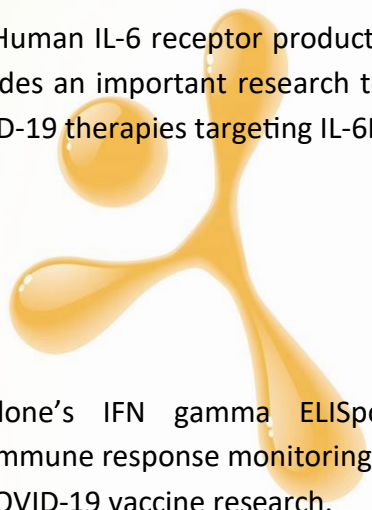 Human IL-6 receptor product
des an important research t
D-19 therapies targeting IL-6
lone's IFN gamma ELISp
mmune response monitoring
OVID-19 vaccine research.